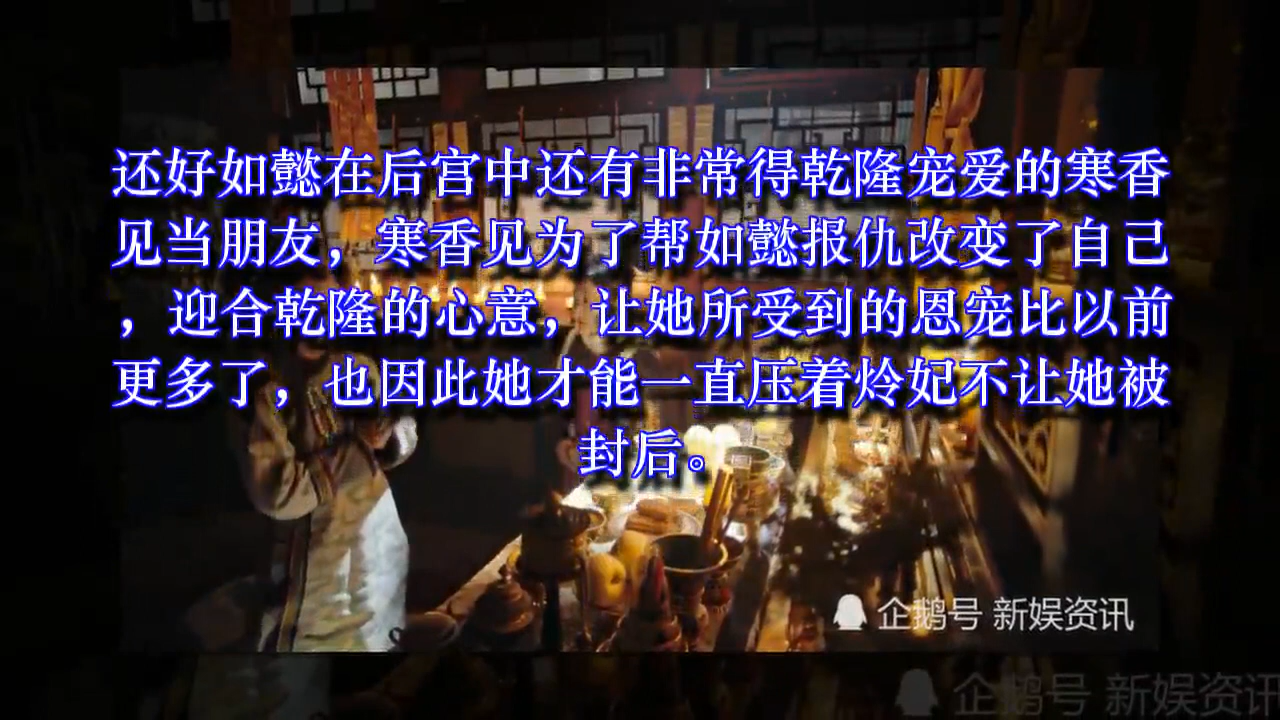 还好如懿在后宫中还有非常得乾隆宠爱的寒香
见当朋友，寒香见为了帮如懿报仇改变了自己
，迎合乾隆的心意，让她所受到的恩宠比以前
更多了，也因此她才能一直压着炩妃不让她被
封后。
企鹅号 新娱资讯
企鹅号 新娱资讯